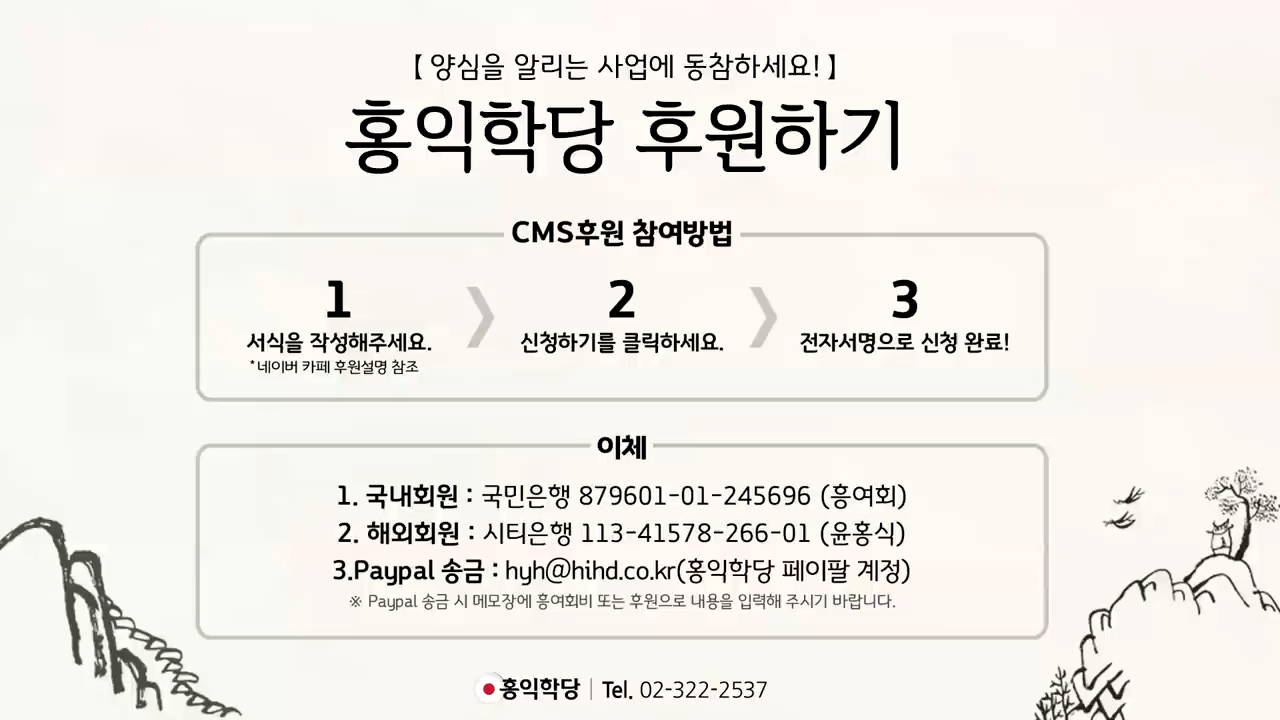 【 양심을 알리는 사업에 동참하세요! 】
홍익학당 후원하기
CMS후원 참여방법
1
서식을 작성해주세요.
*네이버 카페 후원설명 참조
2
신청하기를 클릭하세요.
3
전자서명으로 신청 완료!
이체
1. 국내회원 : 국민은행 879601-01-245696 (흥여회)
2. 해외회원 : 시티은행 113-41578-266-01 (윤홍식)
3.Paypal 송금 : hyh@hihd.co.kr(홍익학당 페이팔 계정)
※ Paypal 송금 시 메모장에 흥여회비 또는 후원으로 내용을 입력해 주시기 바랍니다.
홍익학당 | Tel. 02-322-2537